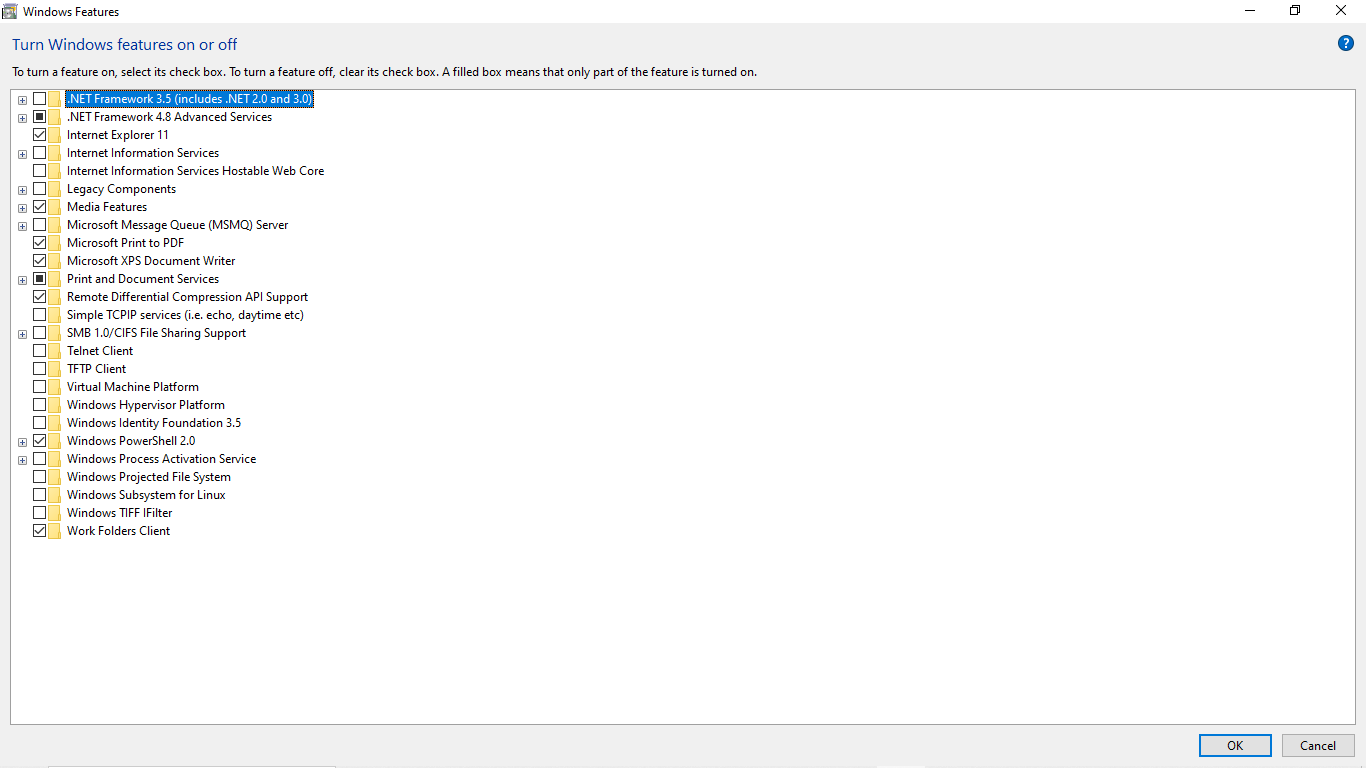 Windows Features
Turn Windows features on or off
?
To turn a feature on, select its check box. To turn a feature off, clear its check box. A filled box means that only part of the feature is turned on.
.NET Framework 3.5 (includes .NET 2.0 and 3.0)
.NET Framework 4.8 Advanced Services
Internet Explorer 11
Internet Information Services
Internet Information Services Hostable Web Core
Legacy Components
Media Features
Microsoft Message Queue (MSMQ) Server
Microsoft Print to PDF
Microsoft XPS Document Writer
Print and Document Services
Remote Differential Compression API Support
Simple TCPIP services (i.e. echo, daytime etc)
SMB 1.0/CIFS File Sharing Support
Telnet Client
TFTP Client
Virtual Machine Platform
Windows Hypervisor Platform
Windows Identity Foundation 3.5
Windows PowerShell 2.0
Windows Process Activation Service
Windows Projected File System
Windows Subsystem for Linux
Windows TIFF IFilter
Work Folders Client
OK Cancel